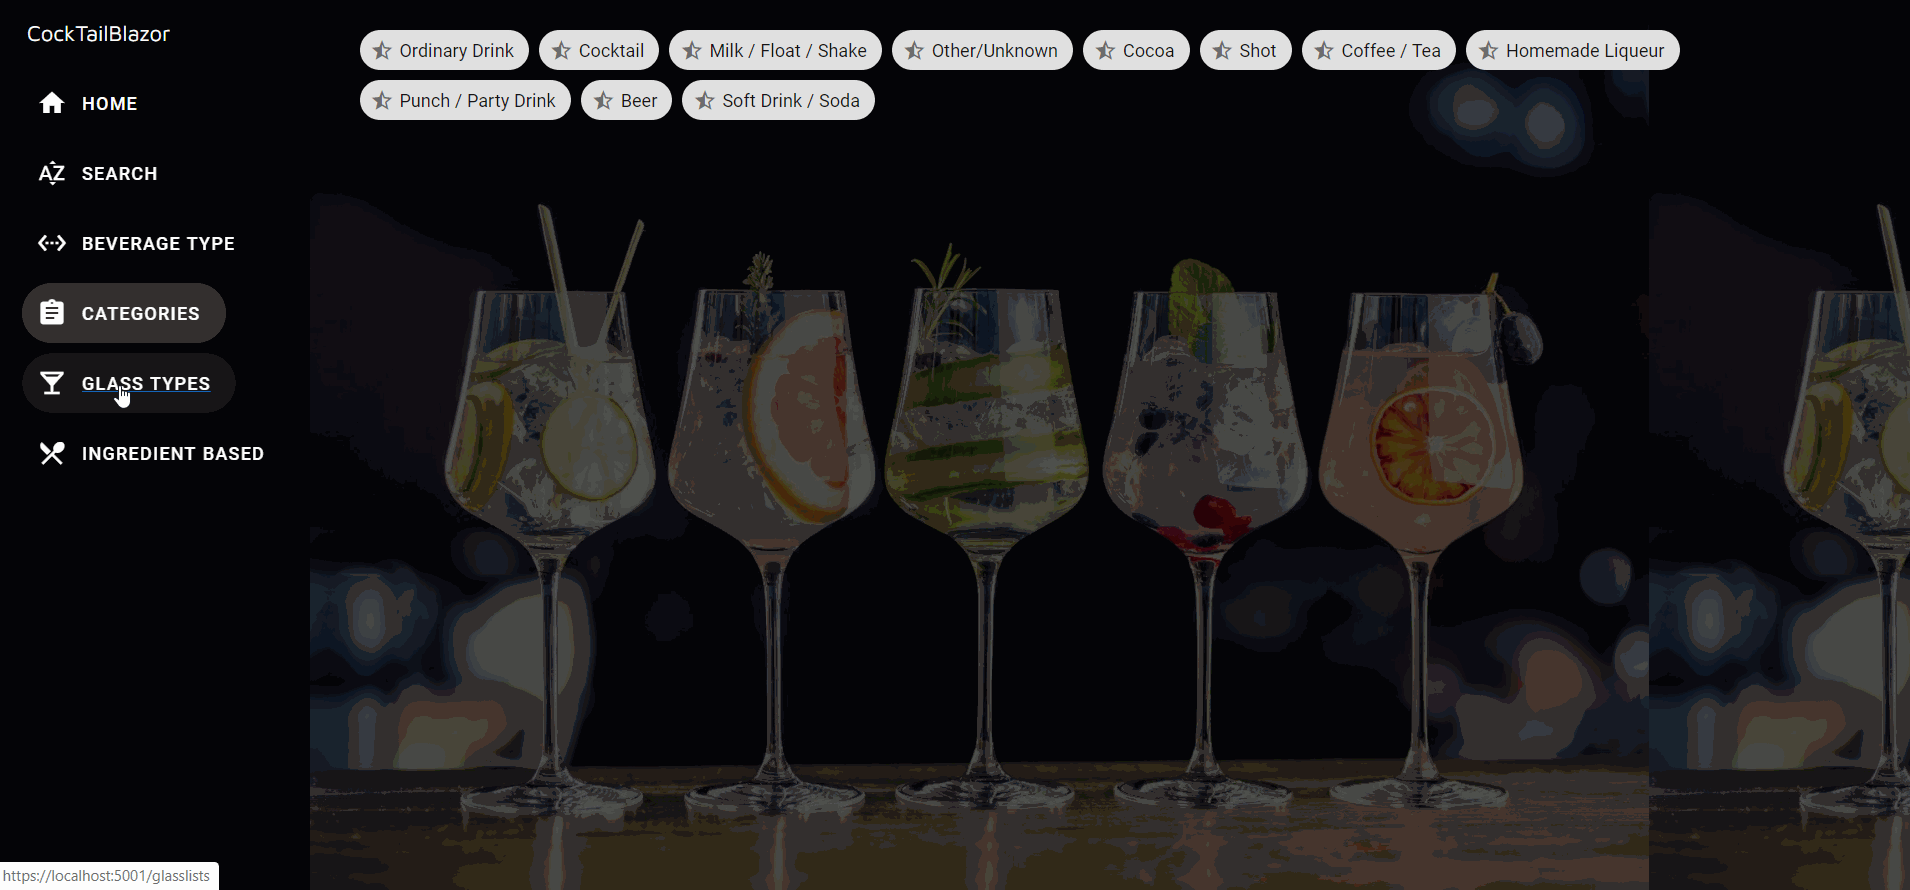 CockTailBlazor
HOME
SEARCH
BEVERAGE TYPE
CATEGORIES
GLASS TYPES
INGREDIENT BASED
Ordinary Drink
Cocktail
Milk / Float / Shake
Other/Unknown
Cocoa
Shot
Coffee / Tea
Homemade Liqueur
Punch / Party Drink
Beer
Soft Drink / Soda
https://localhost:5001/glasslists